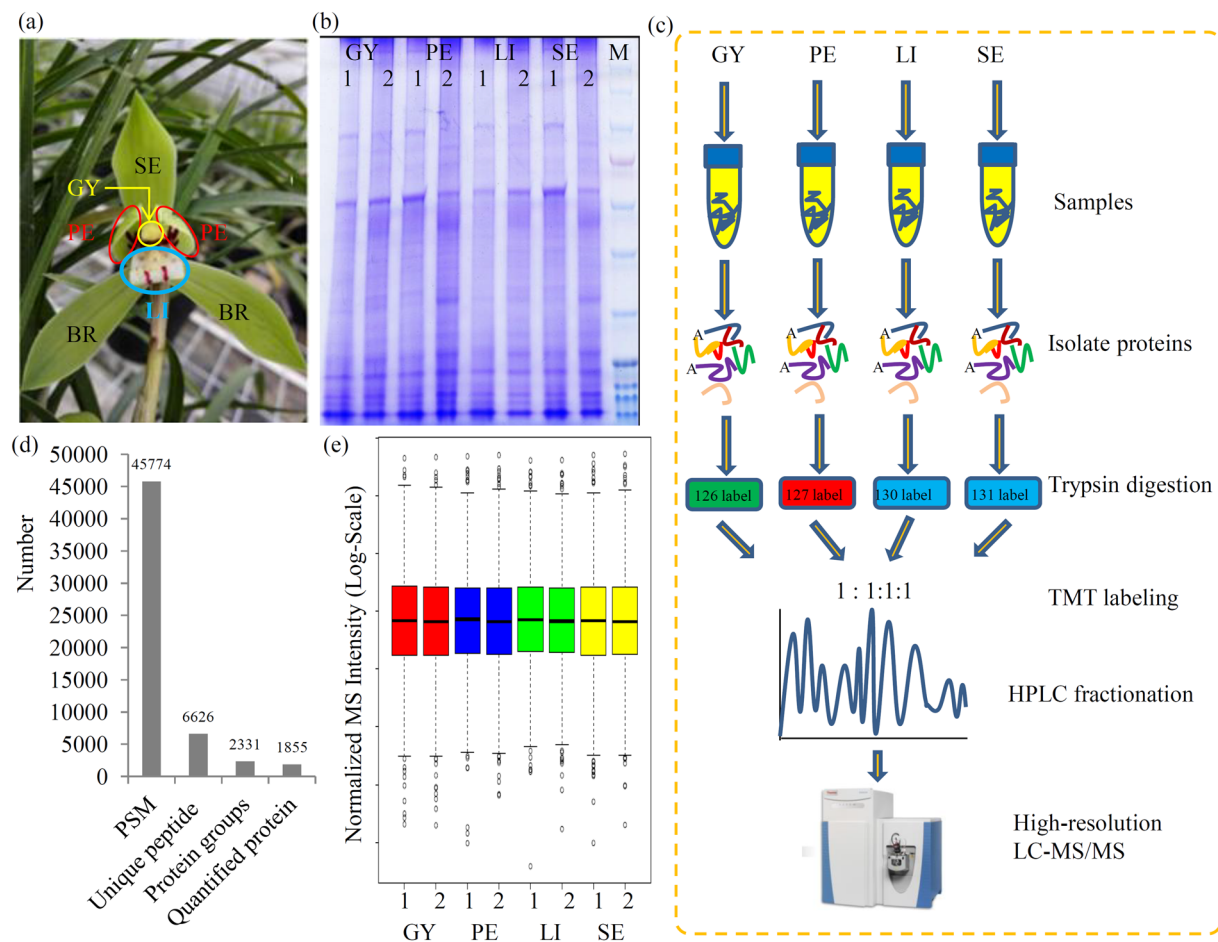 (a)
SE
GY
PE PE
LI
BR BR
(b)
GY PE LI SE M
1 2 1 2 1 2 1 2
(c)
GY PE LI SE
Samples
A A A A
Isolate proteins
A A A A
126 label 127 label 130 label 131 label
Trypsin digestion
1 : 1:1:1
TMT labeling
HPLC fractionation
High-resolution
LC-MS/MS
(d)
Number
50000
45000
40000
35000
30000
25000
20000
15000
10000
5000
0
45774
6626
2331
1855
PSM
Unique peptide
Protein groups
Quantified protein
(e)
Normalized MS Intensity (Log-Scale)
1 2 1 2 1 2 1 2
GY PE LI SE